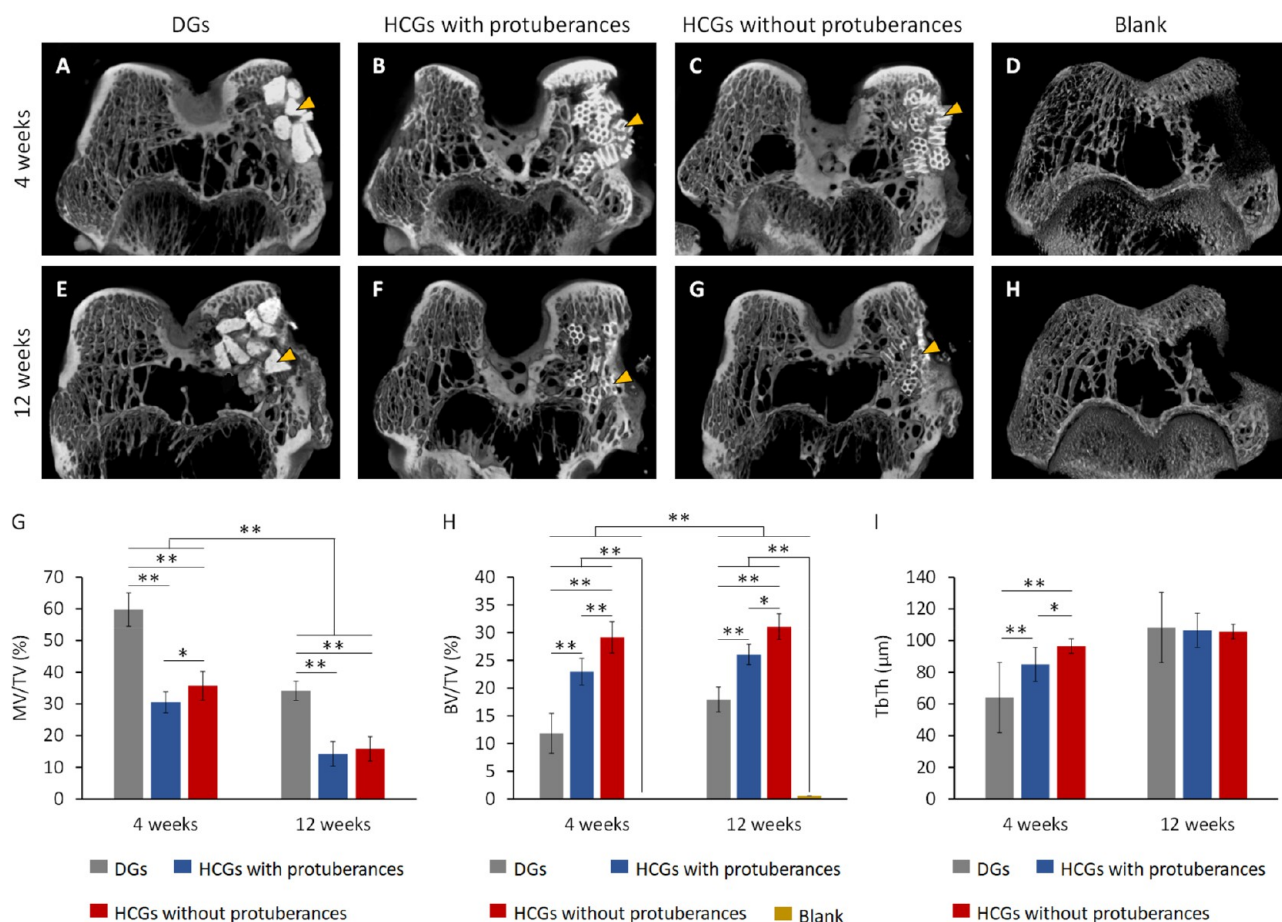 DGs HCGs with protuberances HCGs without protuberances Blank
4 weeks
A B C D
12 weeks
E F G H
G
**
**
**
*
**
**
MV/TV (%)
70
60
50
40
30
20
10
0
4 weeks 12 weeks
DGs HCGs with protuberances
HCGs without protuberances
H
**
**
**
**
**
**
**
*
**
BV/TV (%)
40
35
30
25
20
15
10
5
0
4 weeks 12 weeks
DGs HCGs with protuberances
HCGs without protuberances Blank
I
**
*
**
TbTh (μm)
140
120
100
80
60
40
20
0
4 weeks 12 weeks
DGs HCGs with protuberances
HCGs without protuberances